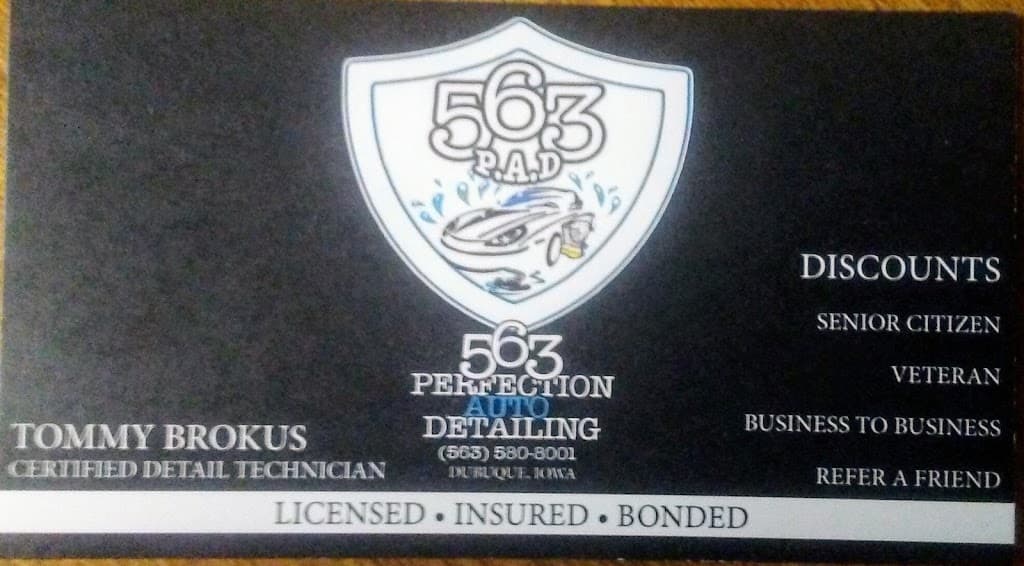 563
P.A.D
563
PERFECTION
AUTO
DETAILING
(563) 580-8001
DUBUQUE, IOWA
TOMMY BROKUS
CERTIFIED DETAIL TECHNICIAN
DISCOUNTS
SENIOR CITIZEN
VETERAN
BUSINESS TO BUSINESS
REFER A FRIEND
LICENSED • INSURED • BONDED